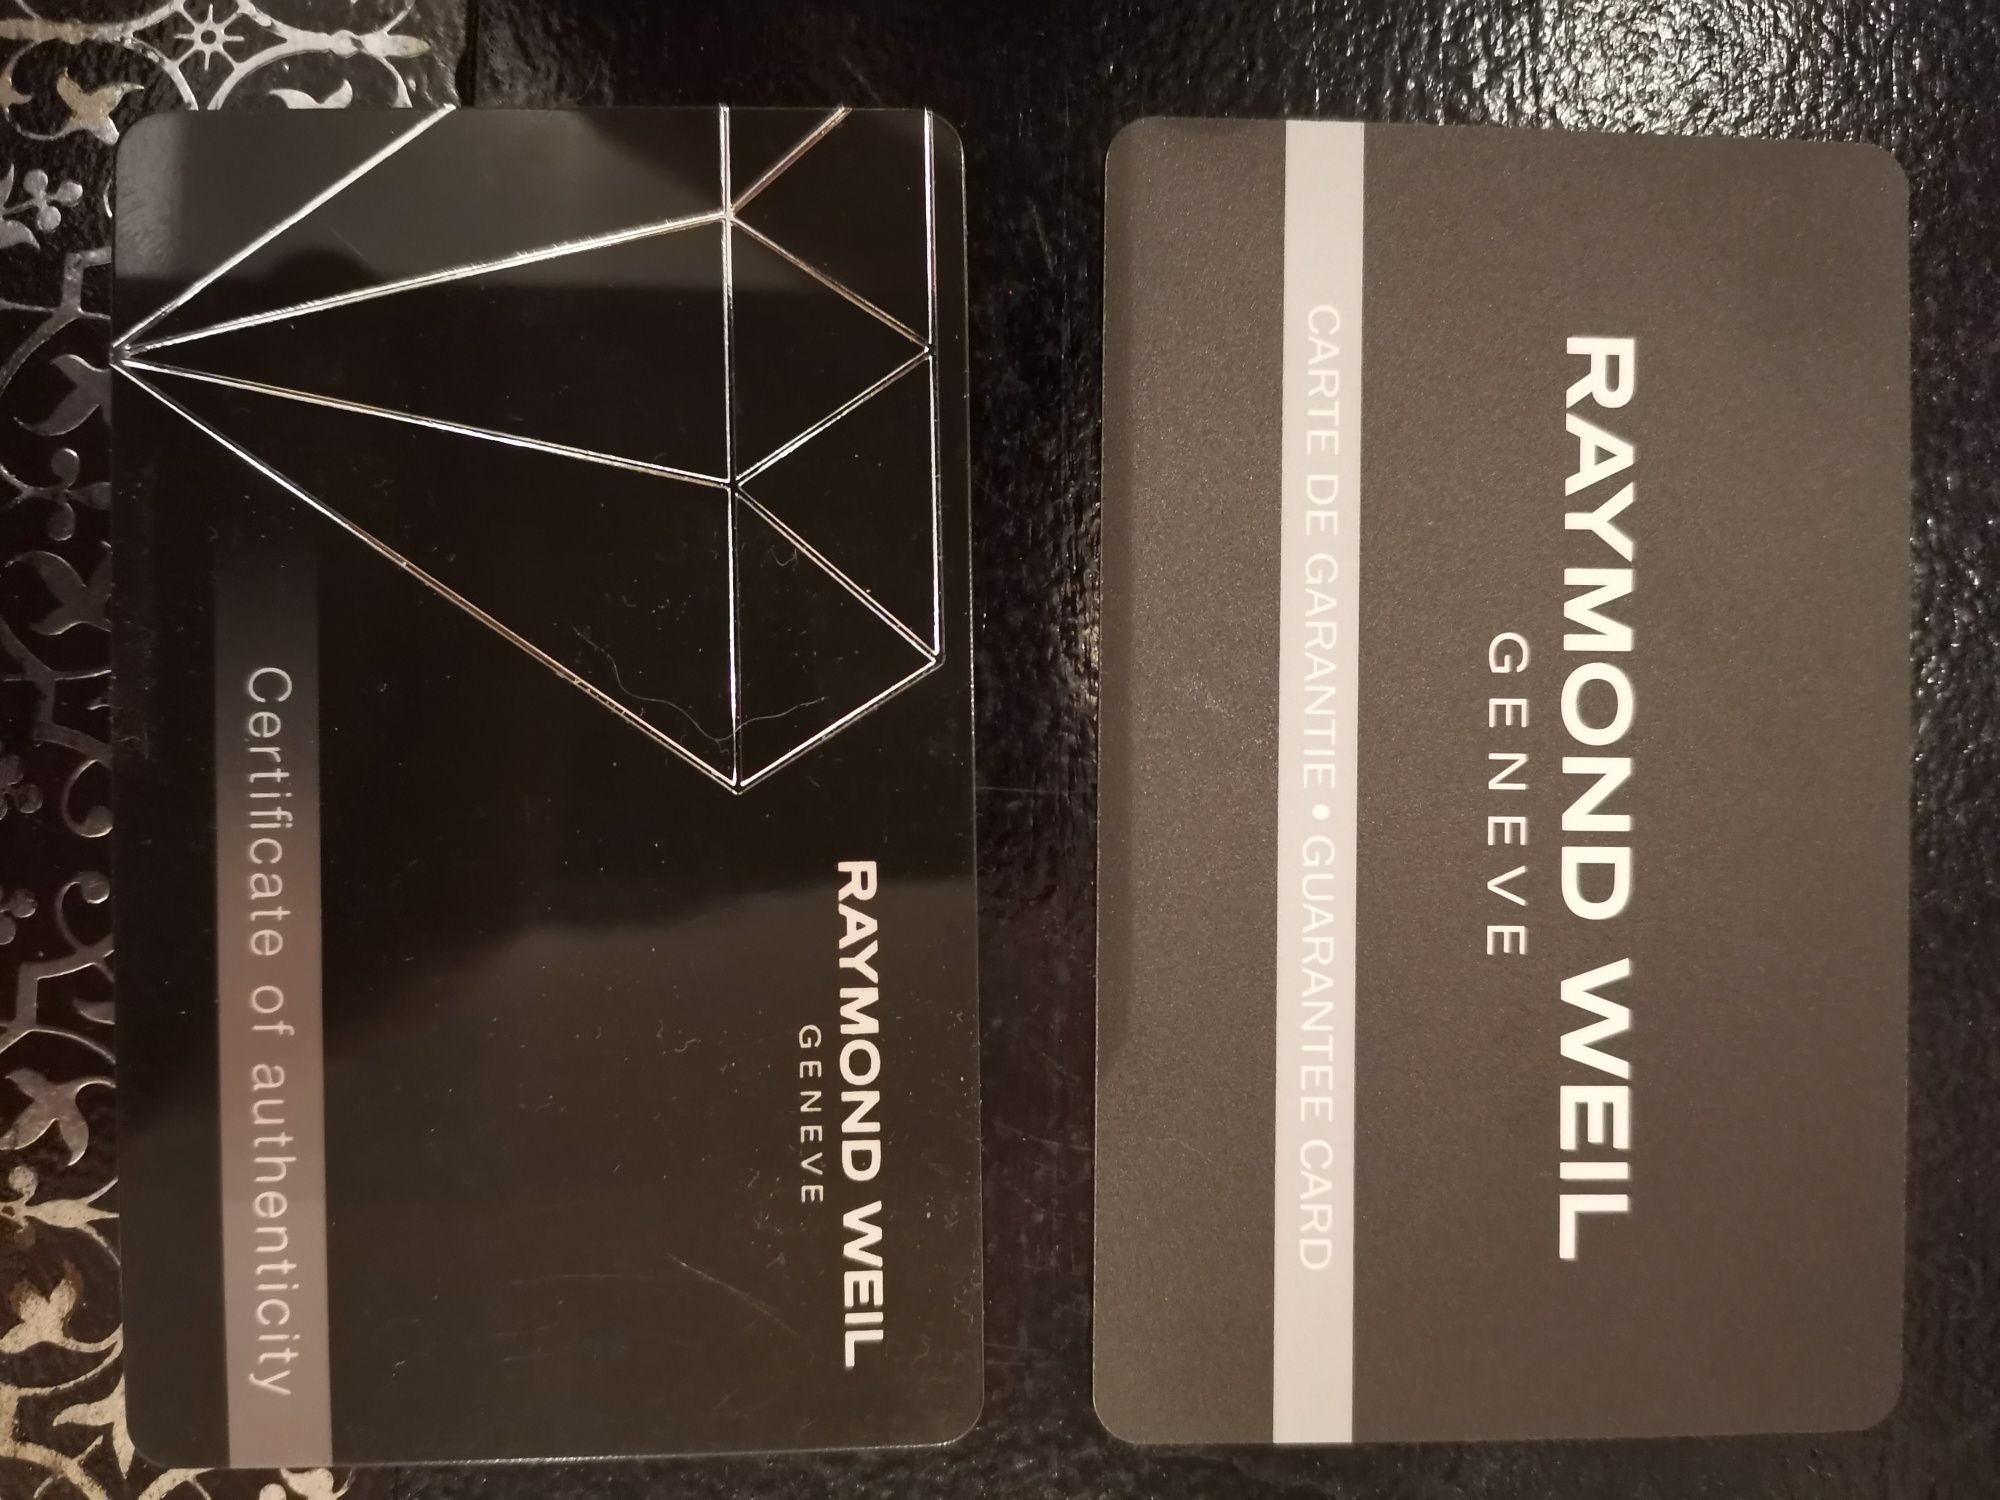 RAYMOND WEIL
GENEVE
Certificate of authenticity
RAYMOND WEIL
GENEVE
CARTE DE GARANTIE • GUARANTEE CARD